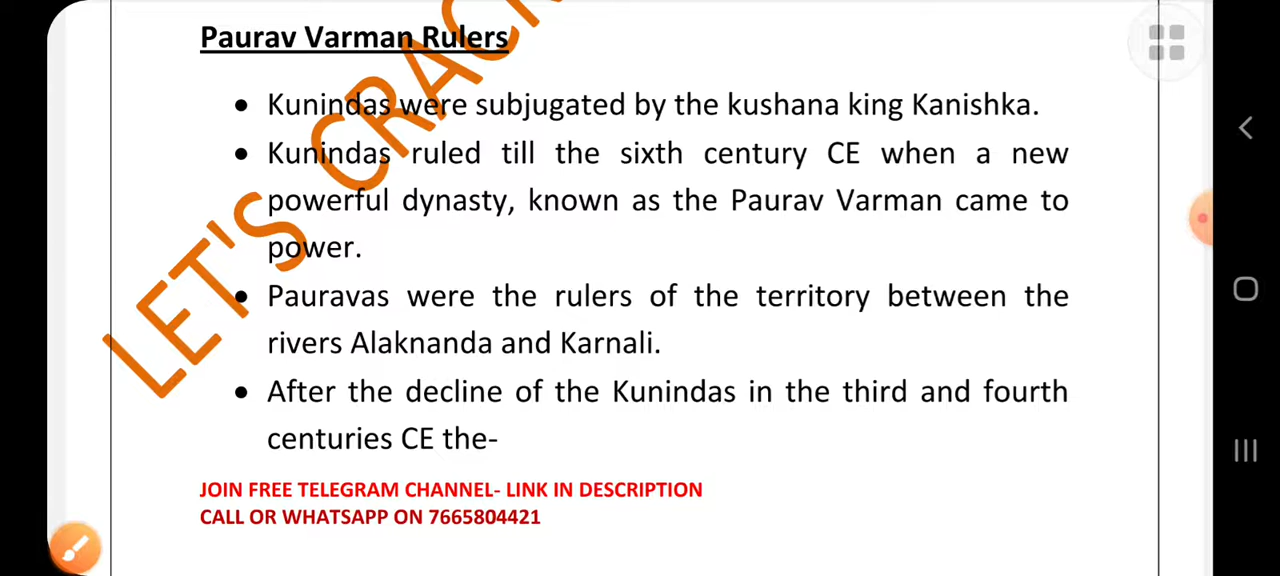 Paurav Varman Rulers
• Kunindas were subjugated by the kushana king Kanishka.
• Kunindas ruled till the sixth century CE when a new
powerful dynasty, known as the Paurav Varman came to
power.
• Pauravas were the rulers of the territory between the
rivers Alaknanda and Karnali.
• After the decline of the Kunindas in the third and fourth
centuries CE the-
LET'S CRACK
JOIN FREE TELEGRAM CHANNEL- LINK IN DESCRIPTION
CALL OR WHATSAPP ON 7665804421